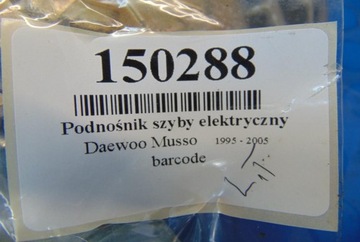 150288
Podnośnik szyby elektryczny
Daewoo Musso 1995 - 2005
barcode